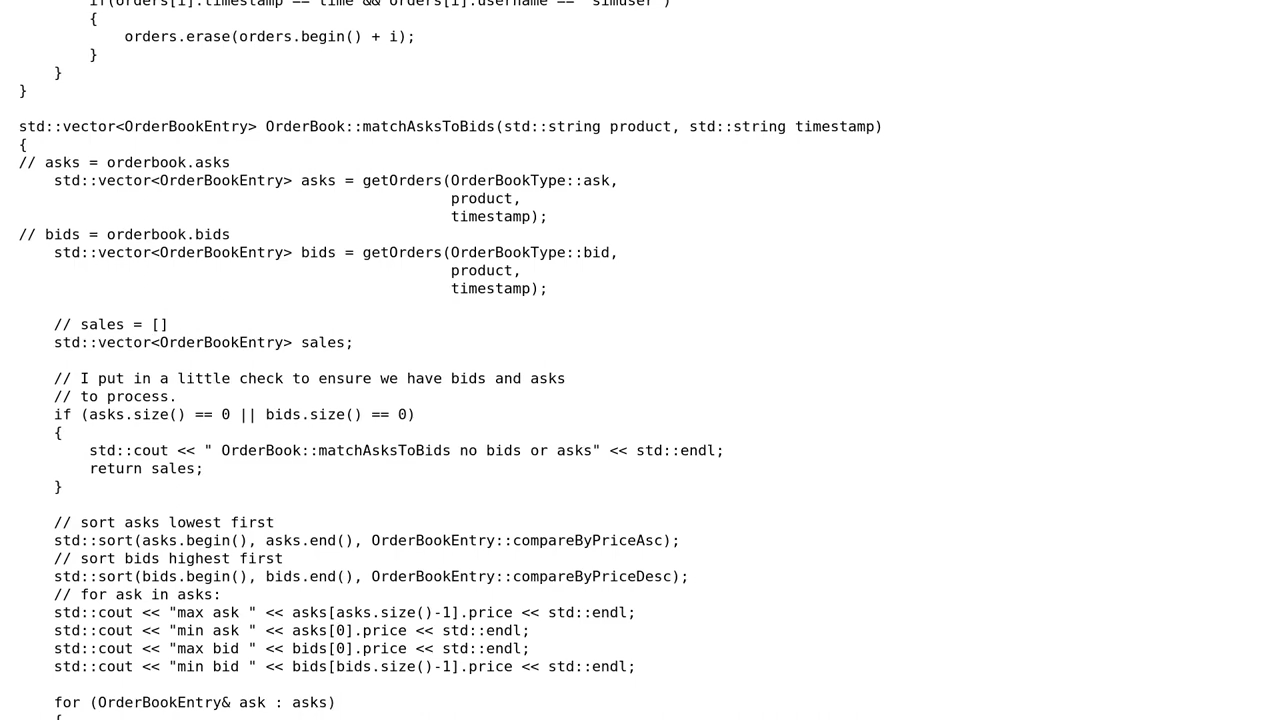 if(orders[i].timestamp == time && orders[i].username == "simuser")
{
orders.erase(orders.begin() + i);
}
}
}
std::vector<OrderBookEntry> OrderBook::matchAsksToBids(std::string product, std::string timestamp)
{
// asks = orderbook.asks
std::vector<OrderBookEntry> asks = getOrders(OrderBookType::ask,
product,
timestamp);
// bids = orderbook.bids
std::vector<OrderBookEntry> bids = getOrders(OrderBookType::bid,
product,
timestamp);
// sales = []
std::vector<OrderBookEntry> sales;
// I put in a little check to ensure we have bids and asks
// to process.
if (asks.size() == 0 || bids.size() == 0)
{
std::cout << " OrderBook::matchAsksToBids no bids or asks" << std::endl;
return sales;
}
// sort asks lowest first
std::sort(asks.begin(), asks.end(), OrderBookEntry::compareByPriceAsc);
// sort bids highest first
std::sort(bids.begin(), bids.end(), OrderBookEntry::compareByPriceDesc);
// for ask in asks:
std::cout << "max ask " << asks[asks.size()-1].price << std::endl;
std::cout << "min ask " << asks[0].price << std::endl;
std::cout << "max bid " << bids[0].price << std::endl;
std::cout << "min bid " << bids[bids.size()-1].price << std::endl;
for (OrderBookEntry& ask : asks)
{